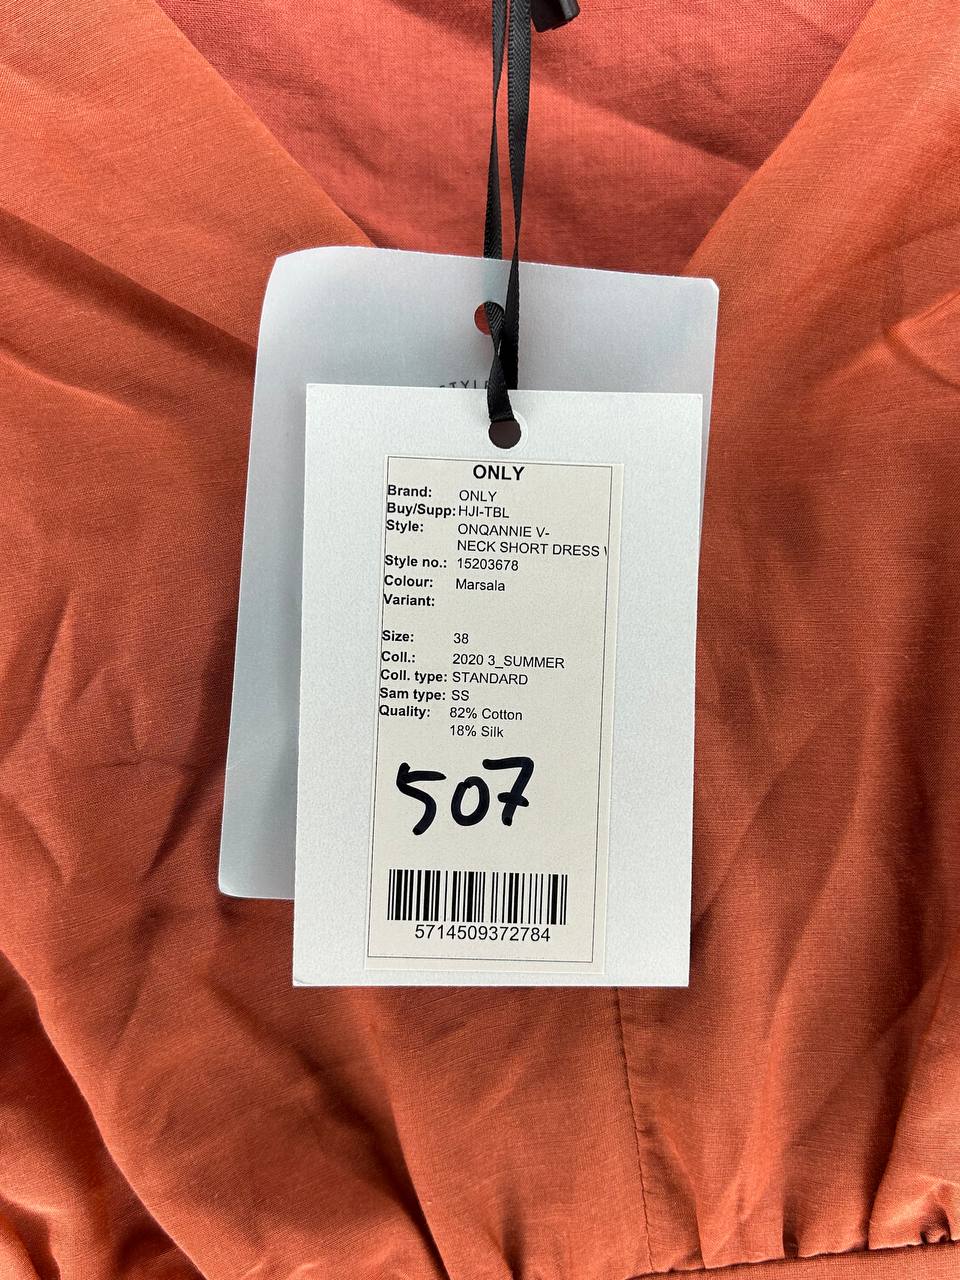 STYLE
ONLY
Brand: ONLY
Buy/Supp: HJI-TBL
Style: ONQANNIE V-
NECK SHORT DRESS
Style no.: 15203678
Colour: Marsala
Variant:
Size: 38
Coll.: 2020 3_SUMMER
Coll. type: STANDARD
Sam type: SS
Quality: 82% Cotton
18% Silk
507
5714509372784